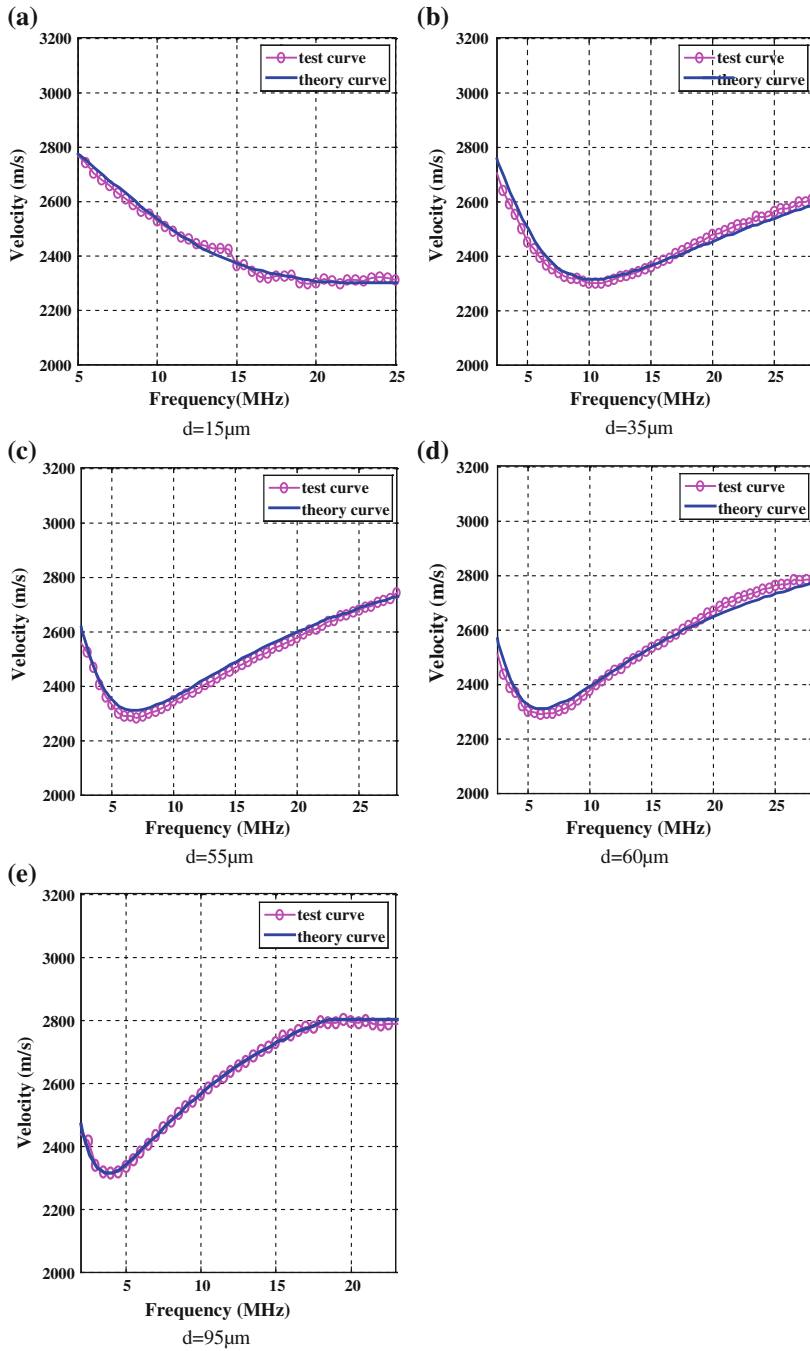 (a)
3200
3000
2800
2600
2400
2200
2000
Velocity (m/s)
test curve
theory curve
5 10 15 20 25
Frequency(MHz)
d=15μm
(b)
3200
3000
2800
2600
2400
2200
2000
Velocity (m/s)
test curve
theory curve
5 10 15 20 25
Frequency(MHz)
d=35μm
(c)
3200
3000
2800
2600
2400
2200
2000
Velocity (m/s)
test curve
theory curve
5 10 15 20 25
Frequency (MHz)
d=55μm
(d)
3200
3000
2800
2600
2400
2200
2000
Velocity (m/s)
test curve
theory curve
5 10 15 20 25
Frequency (MHz)
d=60μm
(e)
3200
3000
2800
2600
2400
2200
2000
Velocity (m/s)
test curve
theory curve
5 10 15 20
Frequency (MHz)
d=95μm